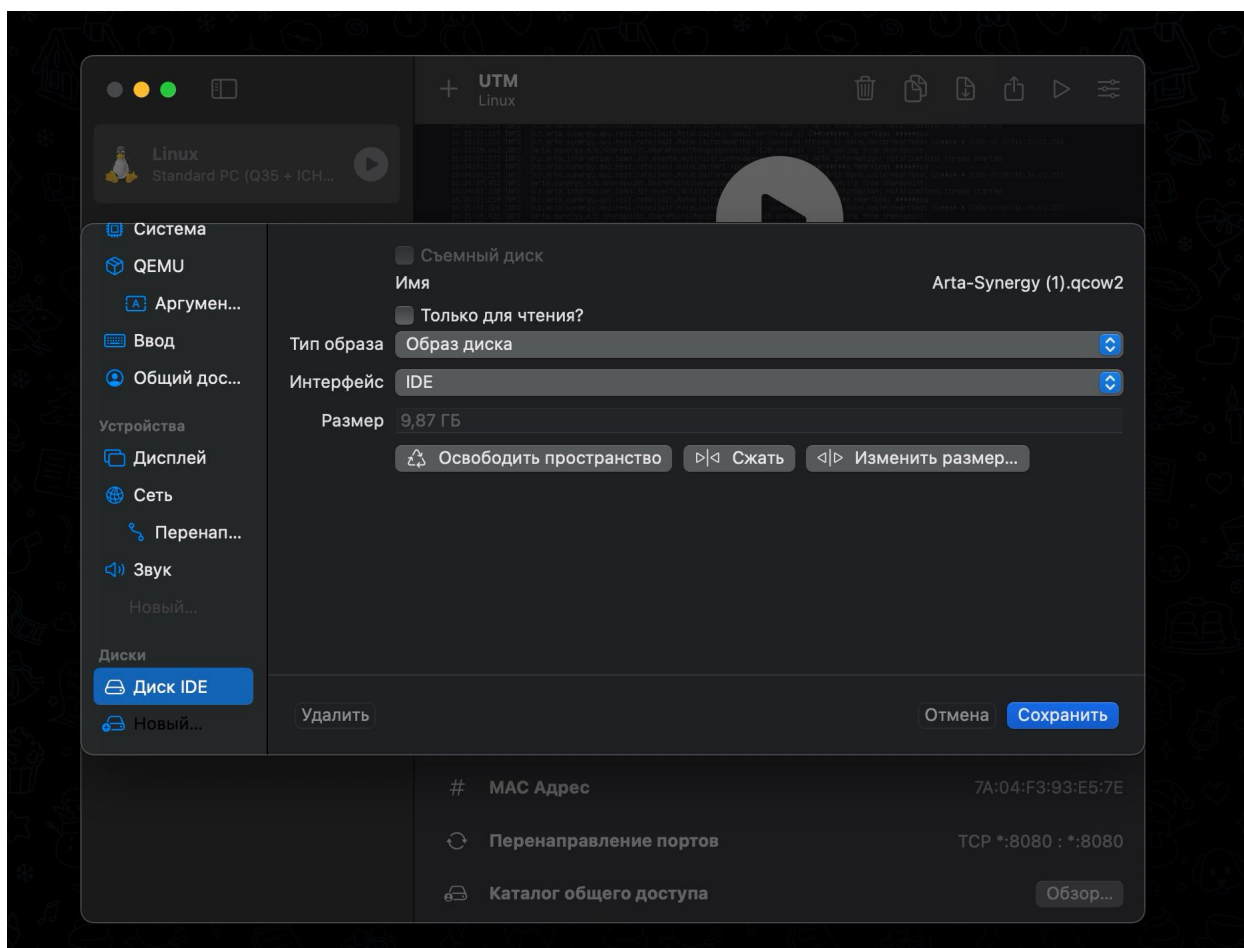 UTM
Linux
Linux
Standard PC (Q35 + ICH...
Система
QEMU
Аргумен...
Ввод
Общий дос...
Устройства
Дисплей
Сеть
Перенап...
Звук
Новый...
Диски
Диск IDE
Новый...
Съемный диск
Имя Arta-Synergy (1).qcow2
Только для чтения?
Тип образа Образ диска
Интерфейс IDE
Размер 9,87 ГБ
Освободить пространство Сжать Изменить размер...
Удалить Отмена Сохранить
# MAC Адрес 7A:04:F3:93:E5:7E
Перенаправление портов TCP *:8080 : *:8080
Каталог общего доступа Обзор...